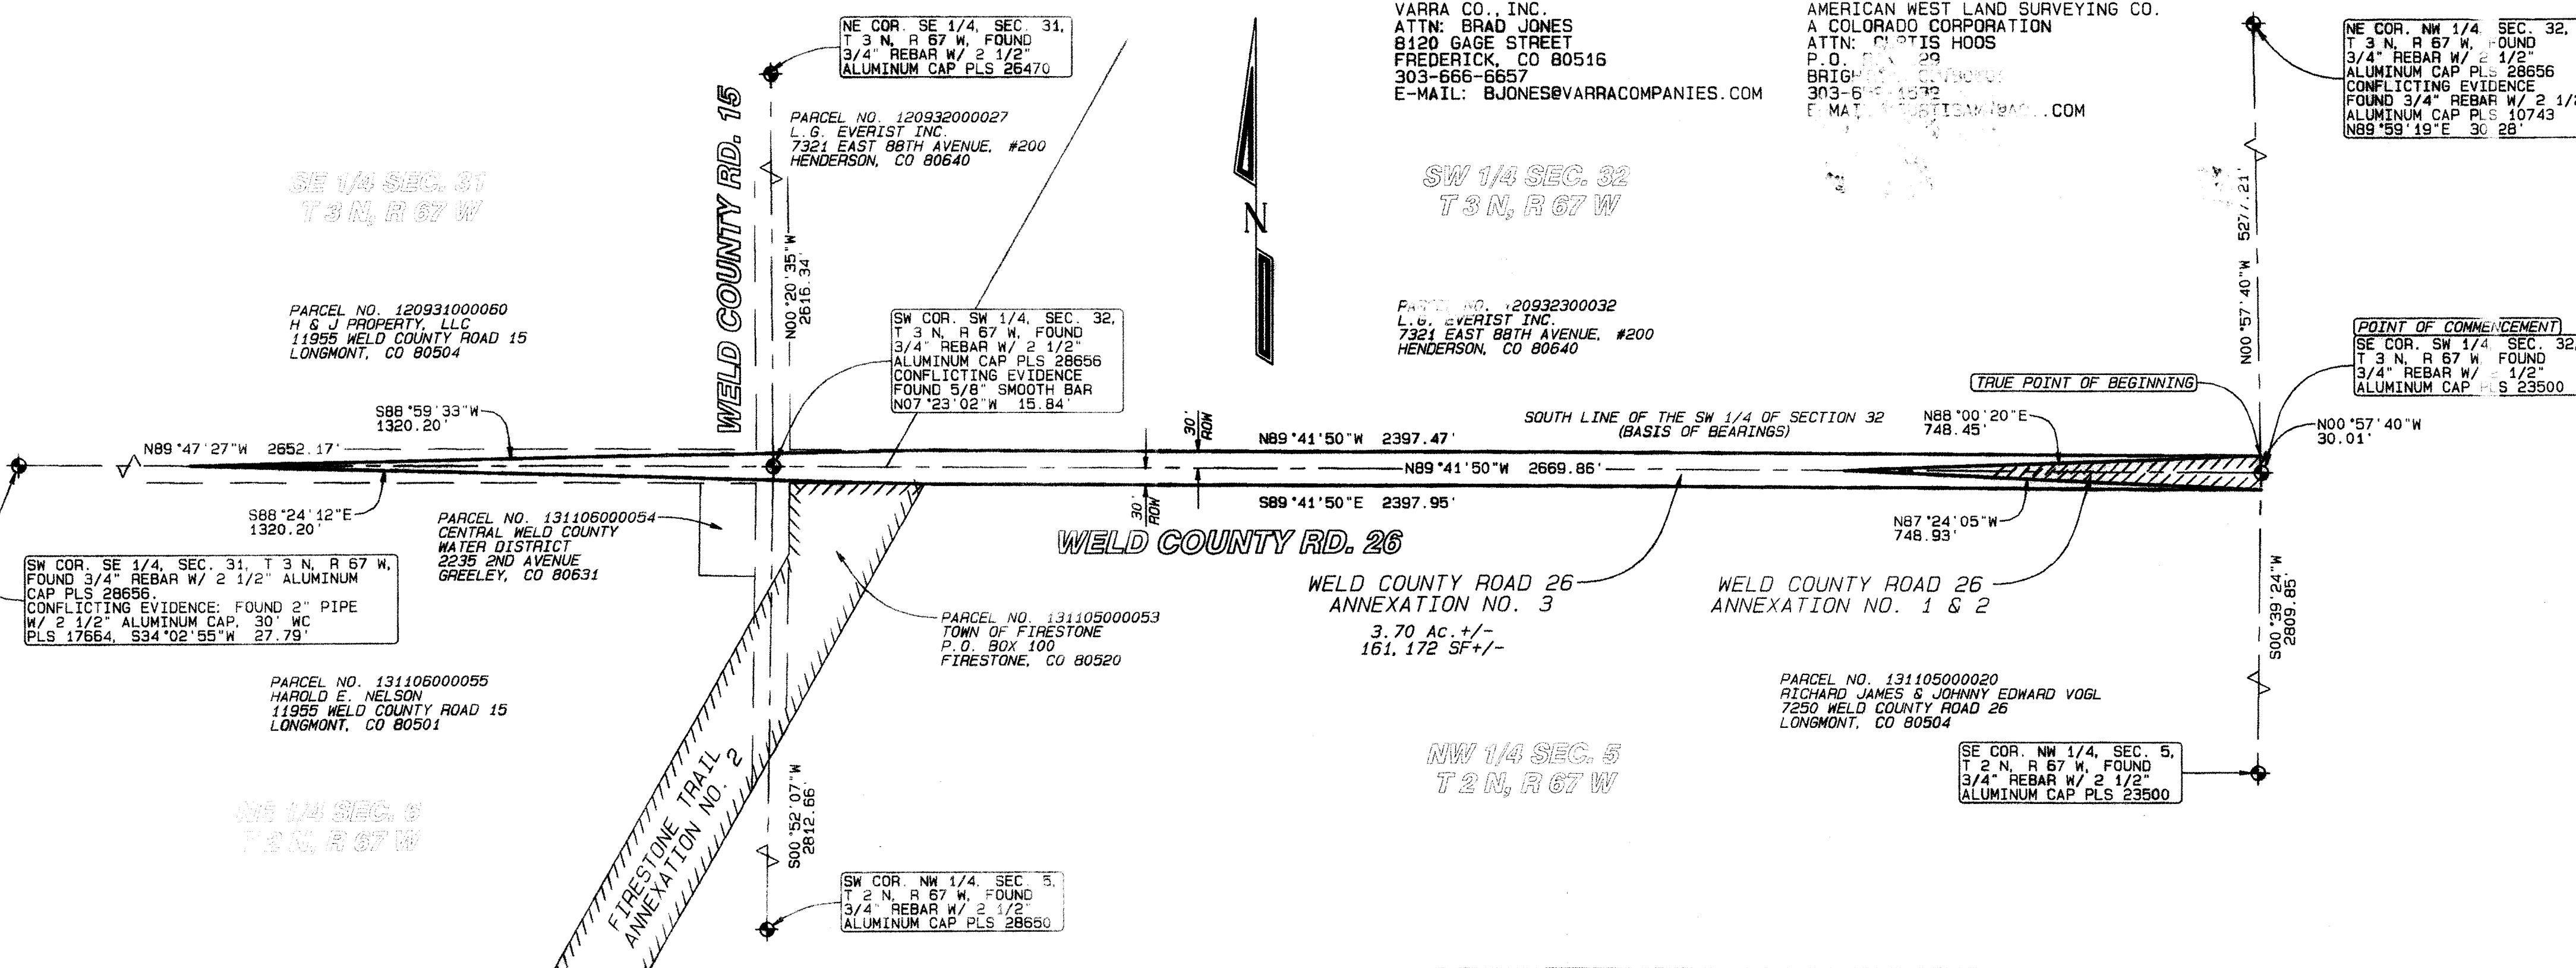 VARRA CO., INC.
ATTN: BRAD JONES
8120 GAGE STREET
FREDERICK, CO 80516
303-666-6657
E-MAIL: BJONES@VARRACOMPANIES.COM
AMERICAN WEST LAND SURVEYING CO.
A COLORADO CORPORATION
ATTN: HOOS
P.O.
.COM
NE COR. SE 1/4, SEC. 31,
T 3 N, R 67 W, FOUND
3/4" REBAR W/ 2 1/2"
ALUMINUM CAP PLS 26470
NE COR. NW 1/4, SEC. 32,
T 3 N, R 67 W, FOUND
3/4" REBAR W/ 2 1/2"
ALUMINUM CAP PLS 28656
CONFLICTING EVIDENCE
FOUND 3/4" REBAR W/ 2
ALUMINUM CAP PLS 10743
N89°59'19"E 30.28'
WELD COUNTY RD. 15
PARCEL NO. 120932000027
L.G. EVERIST INC.
7321 EAST 88TH AVENUE, #200
HENDERSON, CO 80640
SE 1/4 SEC. 31
T 3 N, R 67 W
N
SW 1/4 SEC. 32
T 3 N, R 67 W
N00°20'35"W
2616.34'
N00°57'40"W 5277.21'
PARCEL NO. 120931000060
H & J PROPERTY, LLC
11955 WELD COUNTY ROAD 15
LONGMONT, CO 80504
SW COR. SW 1/4, SEC. 32,
T 3 N, R 67 W, FOUND
3/4" REBAR W/ 2 1/2"
ALUMINUM CAP PLS 28656
CONFLICTING EVIDENCE
FOUND 5/8" SMOOTH BAR
N07°23'02"W 15.84'
PARCEL NO. 120932300032
L.G. EVERIST INC.
7321 EAST 88TH AVENUE, #200
HENDERSON, CO 80640
POINT OF COMMENCEMENT
SE COR. SW 1/4, SEC. 32,
T 3 N, R 67 W, FOUND
3/4" REBAR W/ 2 1/2"
ALUMINUM CAP PLS 23500
TRUE POINT OF BEGINNING
S88°59'33"W
1320.20'
N89°47'27"W 2652.17'
30'
ROW
N89°41'50"W 2397.47'
SOUTH LINE OF THE SW 1/4 OF SECTION 32
(BASIS OF BEARINGS)
N88°00'20"E
748.45'
N00°57'40"W
30.01'
N89°41'50"W 2669.86'
S89°41'50"E 2397.95'
30'
ROW
S88°24'12"E
1320.20'
N87°24'05"W
748.93'
PARCEL NO. 131106000054
CENTRAL WELD COUNTY
WATER DISTRICT
2235 2ND AVENUE
GREELEY, CO 80631
WELD COUNTY RD. 26
SW COR. SE 1/4, SEC. 31, T 3 N, R 67 W,
FOUND 3/4" REBAR W/ 2 1/2" ALUMINUM
CAP PLS 28656.
CONFLICTING EVIDENCE: FOUND 2" PIPE
W/ 2 1/2" ALUMINUM CAP, 30' WC
PLS 17664, S34°02'55"W 27.79'
WELD COUNTY ROAD 26
ANNEXATION NO. 3
3.70 Ac.+/-
161,172 SF+/-
WELD COUNTY ROAD 26
ANNEXATION NO. 1 & 2
PARCEL NO. 131105000053
TOWN OF FIRESTONE
P.O. BOX 100
FIRESTONE, CO 80520
S00°39'24"W
2809.85'
PARCEL NO. 131106000055
HAROLD E. NELSON
11955 WELD COUNTY ROAD 15
LONGMONT, CO 80501
PARCEL NO. 131105000020
RICHARD JAMES & JOHNNY EDWARD VOGL
7250 WELD COUNTY ROAD 26
LONGMONT, CO 80504
NW 1/4 SEC. 5
T 2 N, R 67 W
SE COR. NW 1/4, SEC. 5,
T 2 N, R 67 W, FOUND
3/4" REBAR W/ 2 1/2"
ALUMINUM CAP PLS 23500
NE 1/4 SEC. 6
T 2 N, R 67 W
FIRESTONE TRAIL
ANNEXATION NO. 2
S00°52'07"W
2812.66'
SW COR. NW 1/4, SEC. 5,
T 2 N, R 67 W, FOUND
3/4" REBAR W/ 2 1/2"
ALUMINUM CAP PLS 28650